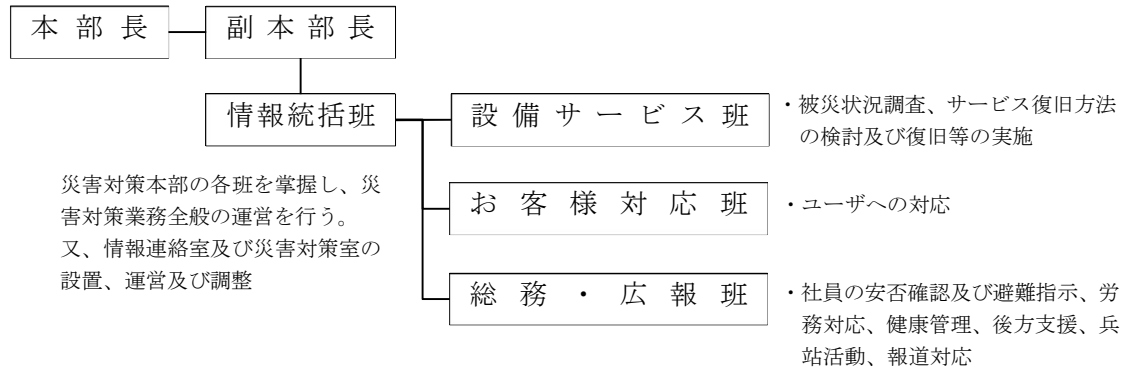 本部長
副本部長
情報統括班
災害対策本部の各班を掌握し、災
害対策業務全般の運営を行う。
又、情報連絡室及び災害対策室の
設置、運営及び調整
設備サービス班
・被災状況調査、サービス復旧方法
の検討及び復旧等の実施
お客様対応班
・ユーザへの対応
総務・広報班
・社員の安否確認及び避難指示、労
務対応、健康管理、後方支援、兵
站活動、報道対応